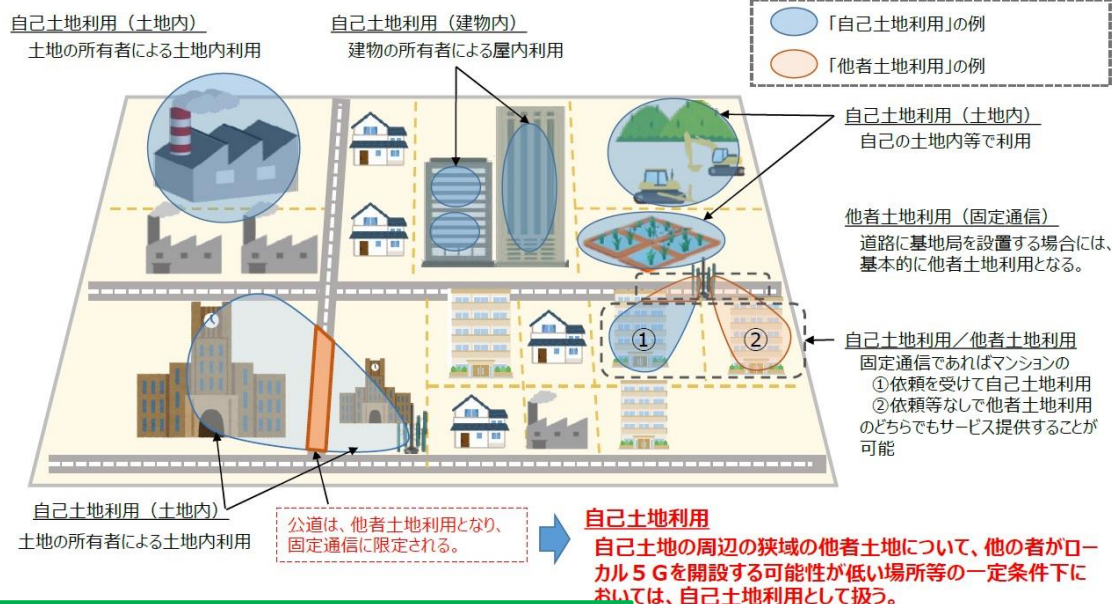 自己土地利用（土地内）
土地の所有者による土地内利用
自己土地利用（建物内）
建物の所有者による屋内利用
「自己土地利用」の例
「他者土地利用」の例
自己土地利用（土地内）
自己の土地内等で利用
他者土地利用（固定通信）
道路に基地局を設置する場合には、
基本的に他者土地利用となる。
①
②
自己土地利用／他者土地利用
固定通信であればマンションの
①依頼を受けて自己土地利用
②依頼等なしで他者土地利用
のどちらでもサービス提供することが
可能
自己土地利用（土地内）
土地の所有者による土地内利用
公道は、他者土地利用となり、
固定通信に限定される。
自己土地利用
自己土地の周辺の狭域の他者土地について、他の者がロー
カル５Ｇを開設する可能性が低い場所等の一定条件下に
おいては、自己土地利用として扱う。